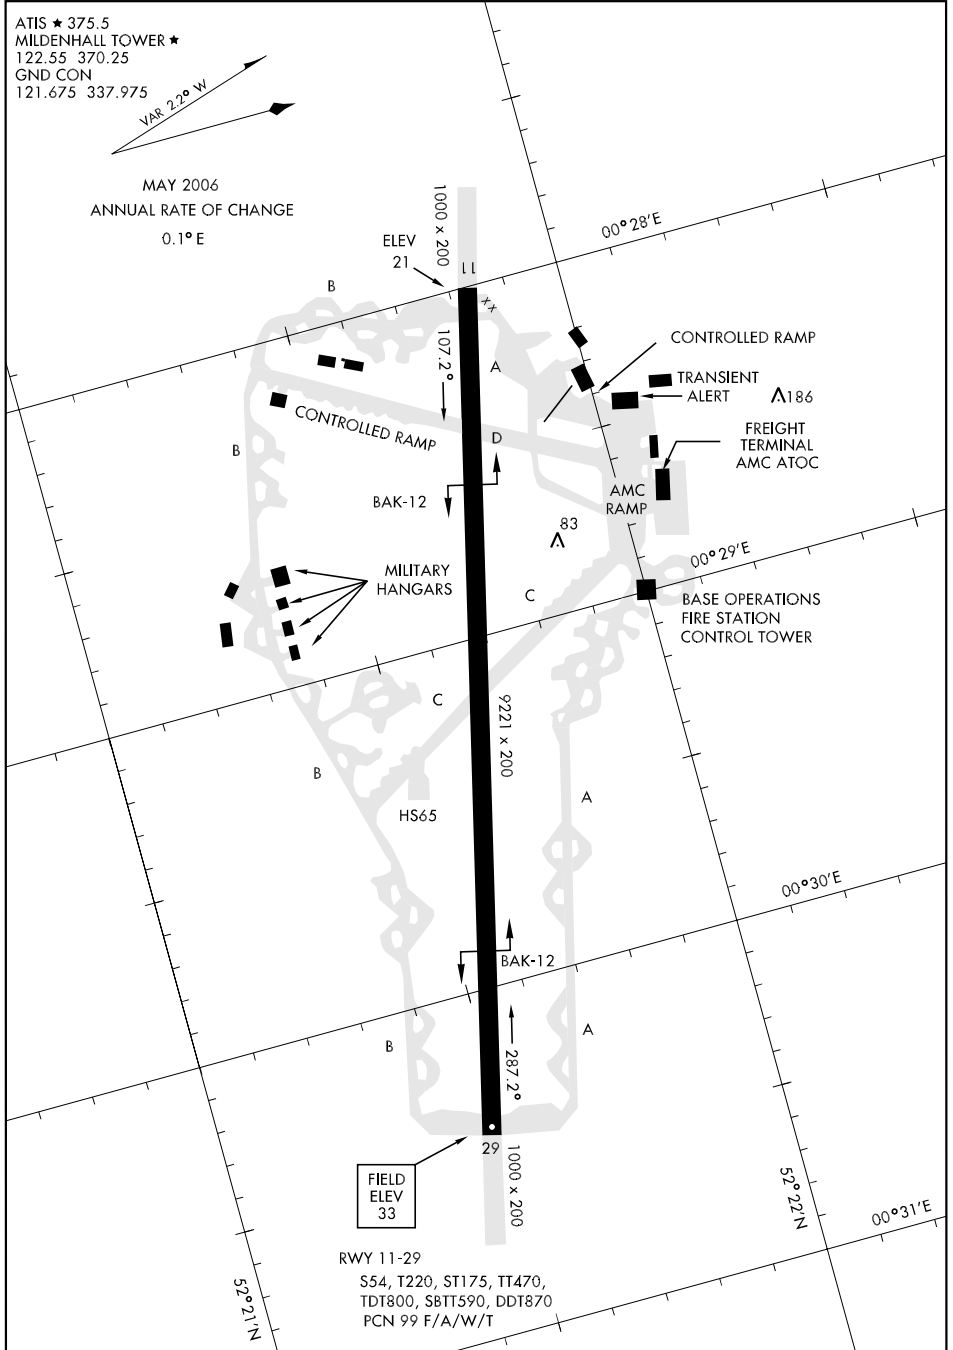 ATIS ★ 375.5
MILDENHALL TOWER ★
122.55 370.25
GND CON
121.675 337.975
VAR 2.2° W
MAY 2006
ANNUAL RATE OF CHANGE
0.1° E
1000 x 200
00°28'E
ELEV
21
11
B
XX
107.2°
A
CONTROLLED RAMP
TRANSIENT
ALERT
186
CONTROLLED RAMP
B
D
FREIGHT
TERMINAL
AMC ATOC
BAK-12
AMC
RAMP
83
00°29'E
MILITARY
HANGARS
C
BASE OPERATIONS
FIRE STATION
CONTROL TOWER
C
9221 x 200
B
A
HS65
00°30'E
BAK-12
A
B
287.2°
29
1000 x 200
FIELD
ELEV
33
52°22'N
00°31'E
RWY 11-29
S54, T220, ST175, TT470,
TDT800, SBTT590, DDT870
PCN 99 F/A/W/T
52°21'N